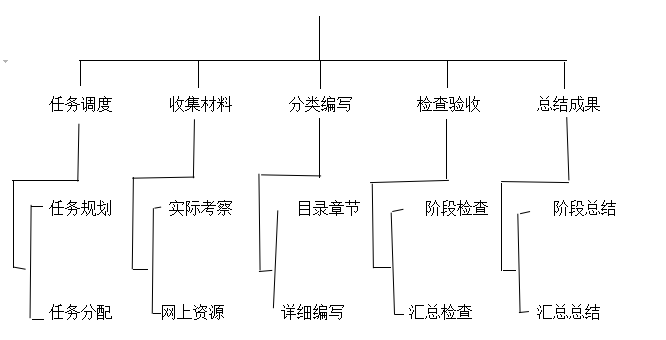 任务调度 收集材料 分类编写 检查验收 总结成果
任务规划 实际考察 目录章节 阶段检查 阶段总结
任务分配 网上资源 详细编写 汇总检查 汇总总结